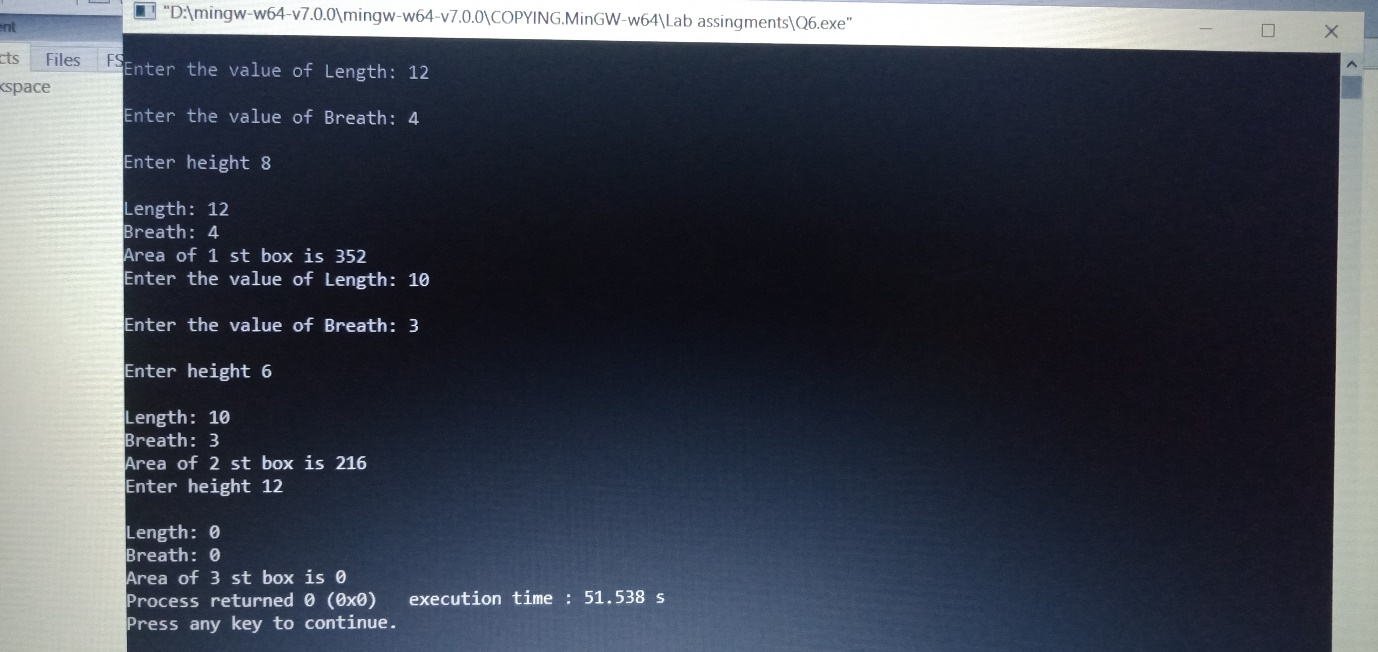 "D:\mingw-w64-v7.0.0\mingw-w64-v7.0.0\COPYING.MinGW-w64\Lab assingments\Q6.exe"
ent
cts Files FS
kspace
Enter the value of Length: 12
Enter the value of Breath: 4
Enter height 8
Length: 12
Breath: 4
Area of 1 st box is 352
Enter the value of Length: 10
Enter the value of Breath: 3
Enter height 6
Length: 10
Breath: 3
Area of 2 st box is 216
Enter height 12
Length: 0
Breath: 0
Area of 3 st box is 0
Process returned 0 (0x0)   execution time : 51.538 s
Press any key to continue.